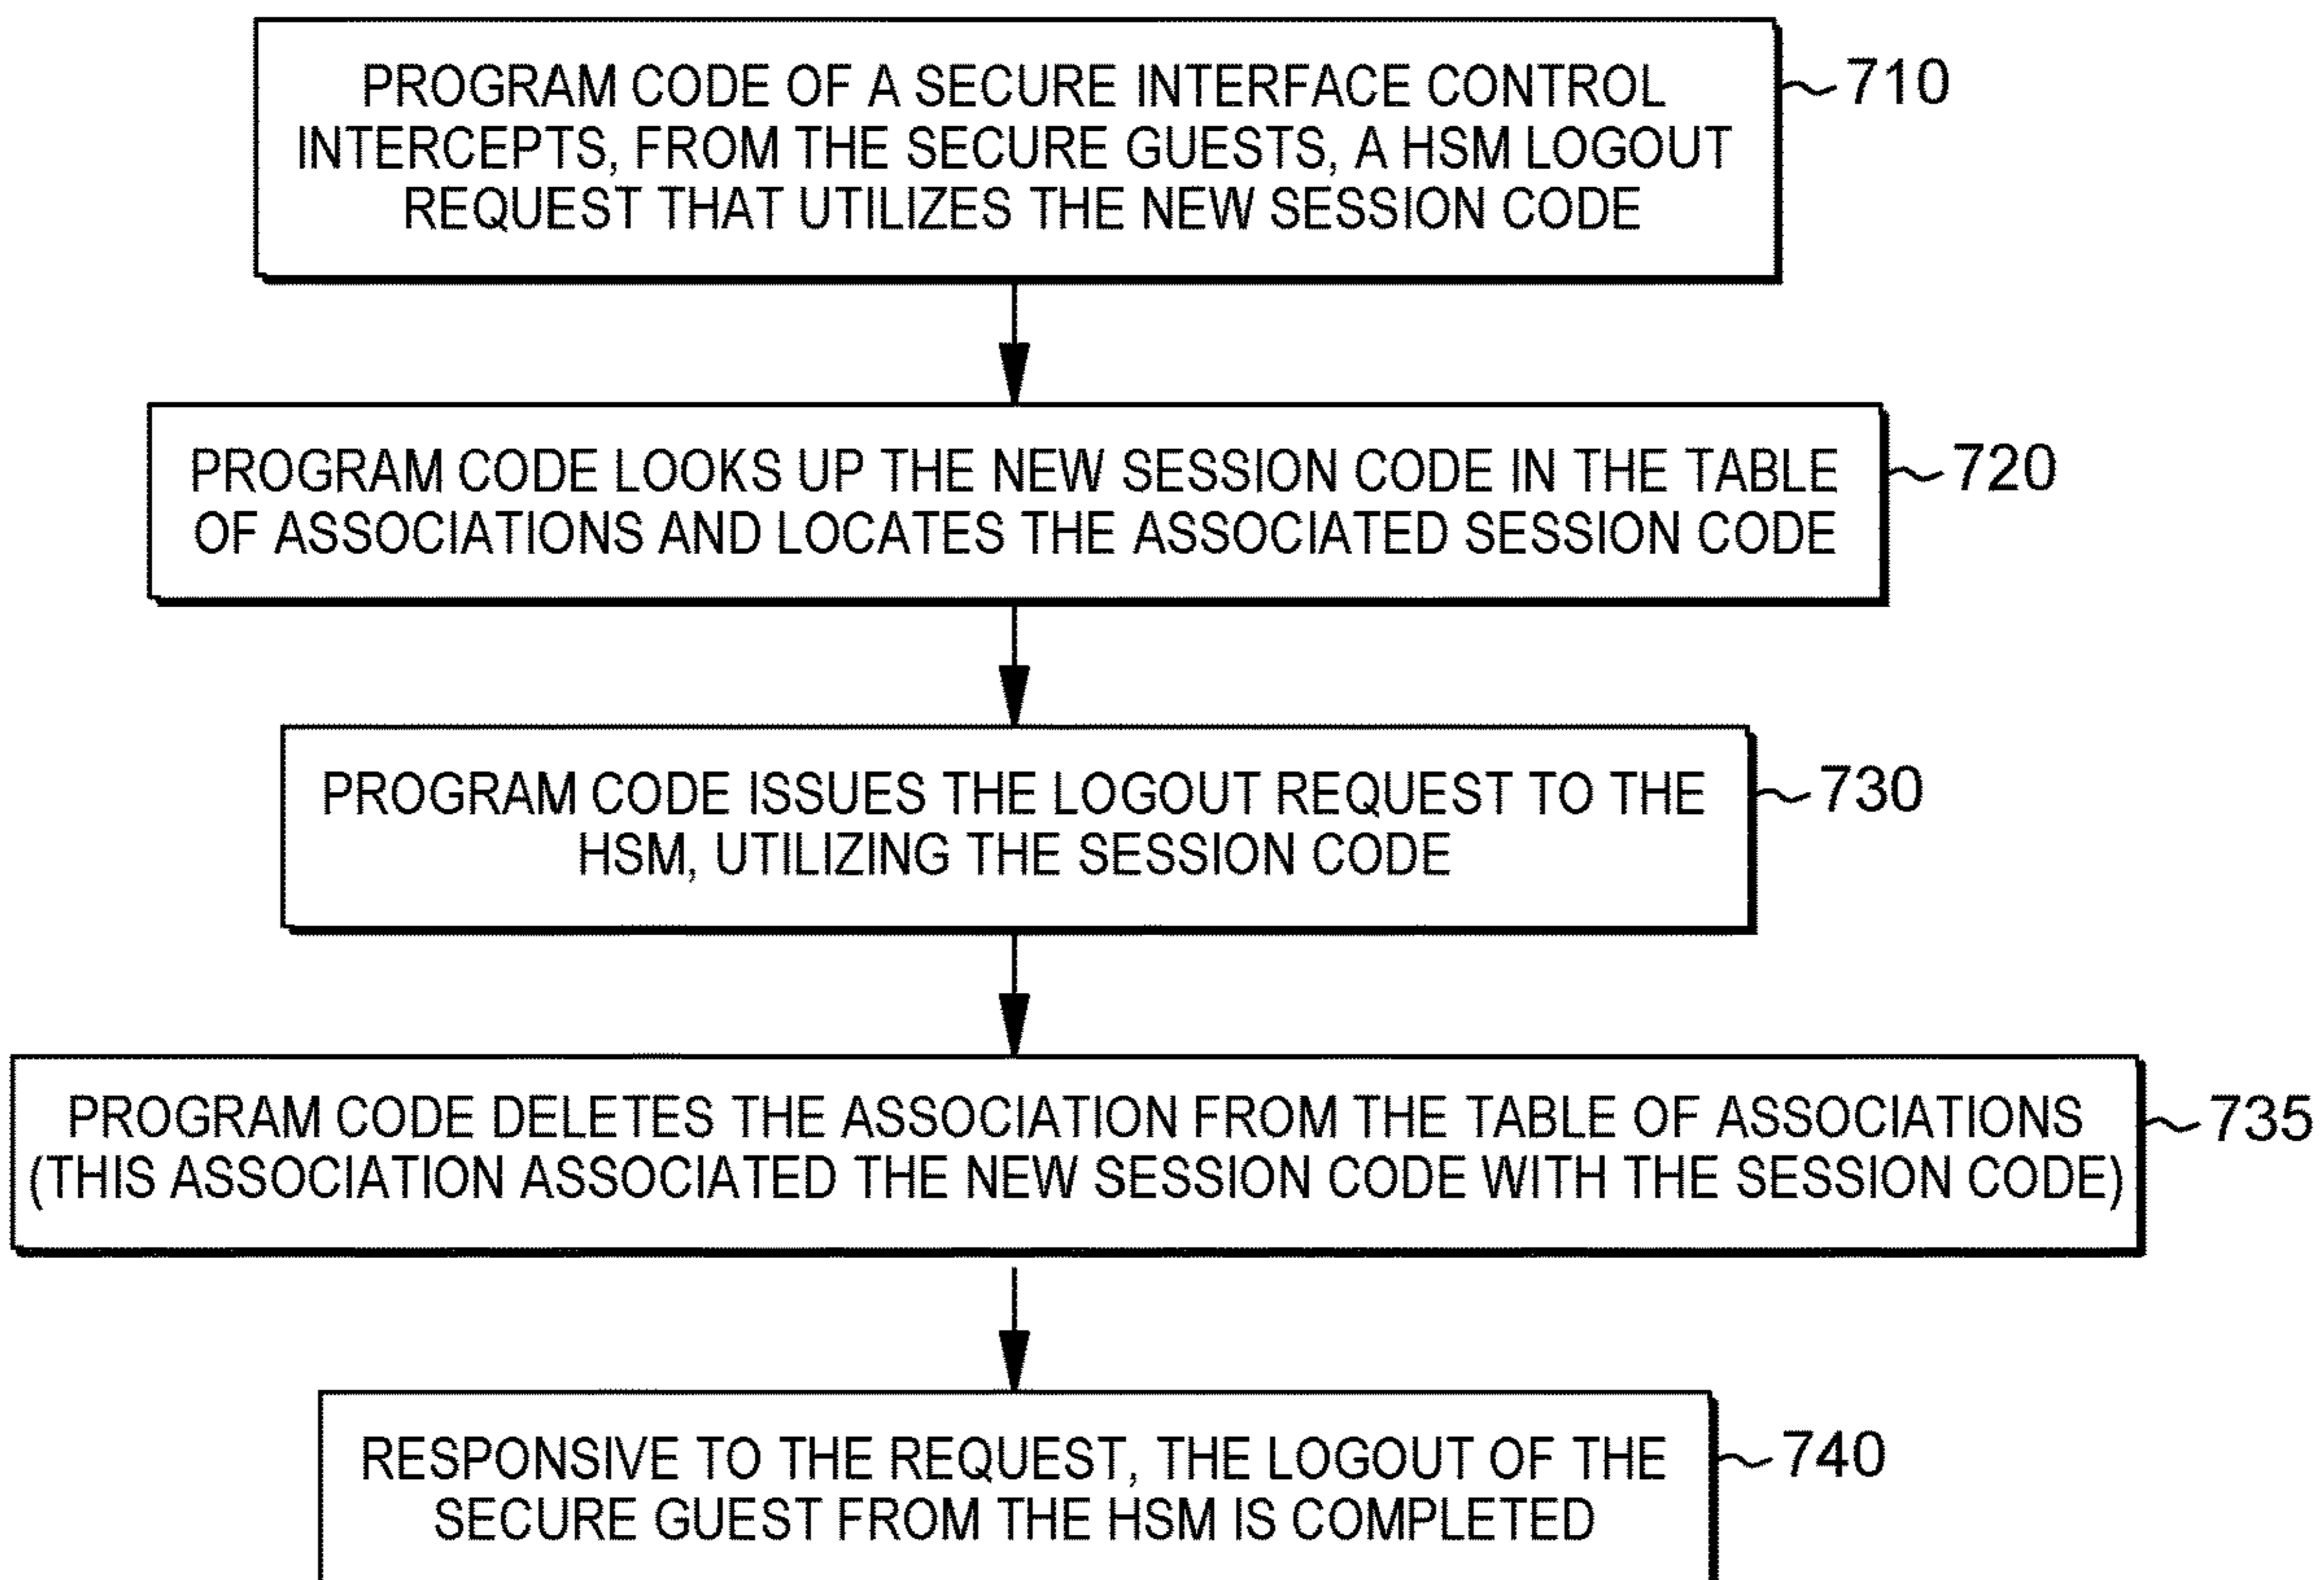 PROGRAM CODE OF A SECURE INTERFACE CONTROL
INTERCEPTS, FROM THE SECURE GUESTS, A HSM LOGOUT
REQUEST THAT UTILIZES THE NEW SESSION CODE
710
PROGRAM CODE LOOKS UP THE NEW SESSION CODE IN THE TABLE
OF ASSOCIATIONS AND LOCATES THE ASSOCIATED SESSION CODE
720
PROGRAM CODE ISSUES THE LOGOUT REQUEST TO THE
HSM, UTILIZING THE SESSION CODE
730
PROGRAM CODE DELETES THE ASSOCIATION FROM THE TABLE OF ASSOCIATIONS
(THIS ASSOCIATION ASSOCIATED THE NEW SESSION CODE WITH THE SESSION CODE)
735
RESPONSIVE TO THE REQUEST, THE LOGOUT OF THE
SECURE GUEST FROM THE HSM IS COMPLETED
740